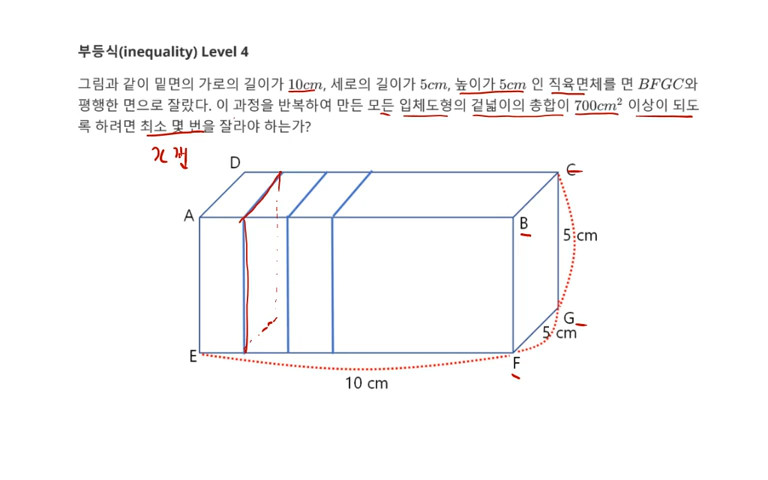 부등식(inequality) Level 4
그림과 같이 밑면의 가로의 길이가 10cm, 세로의 길이가 5cm, 높이가 5cm 인 직육면체를 면 BFGC와
평행한 면으로 잘랐다. 이 과정을 반복하여 만든 모든 입체도형의 겉넓이의 총합이 700cm² 이상이 되도
록 하려면 최소 몇 번을 잘라야 하는가?
x번
D
C
A
B
5 cm
G
5 cm
E
F
10 cm